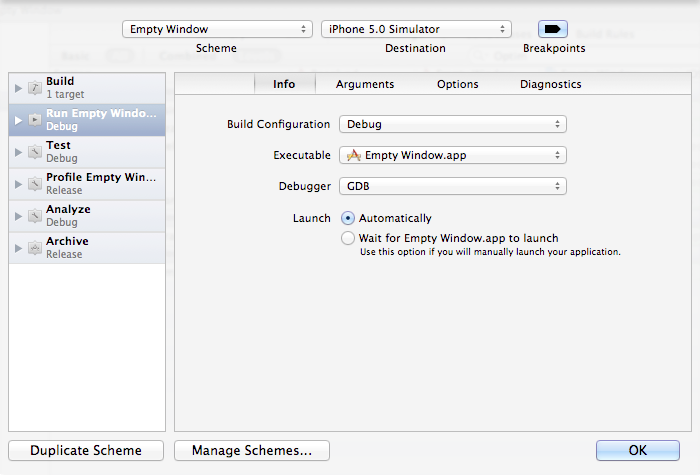 Empty Window
iPhone 5.0 Simulator
Scheme
Destination
Breakpoints
Build
1 target
Run Empty Windo...
Debug
Test
Debug
Profile Empty Win...
Release
Analyze
Debug
Archive
Release
Info
Arguments
Options
Diagnostics
Build Configuration
Debug
Executable
Empty Window.app
Debugger
GDB
Launch
Automatically
Wait for Empty Window.app to launch
Use this option if you will manually launch your application.
Duplicate Scheme
Manage Schemes...
OK